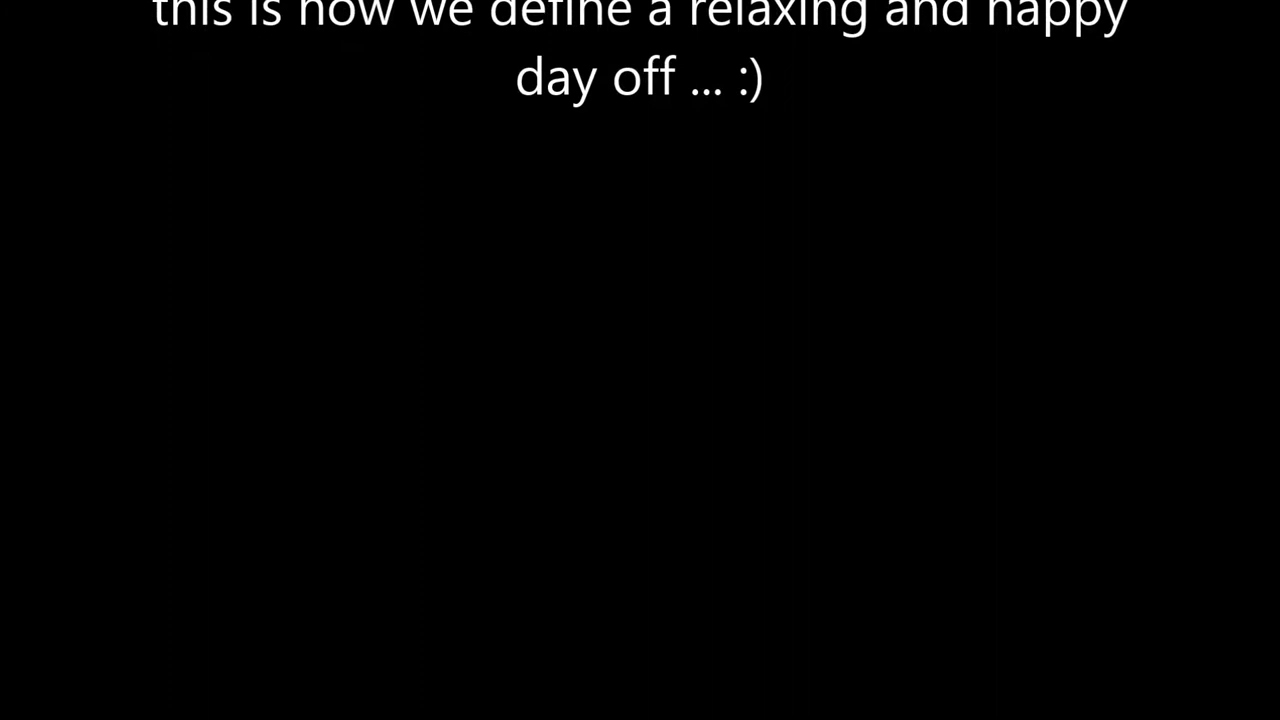 this is how we define a relaxing and happy
day off ... :)